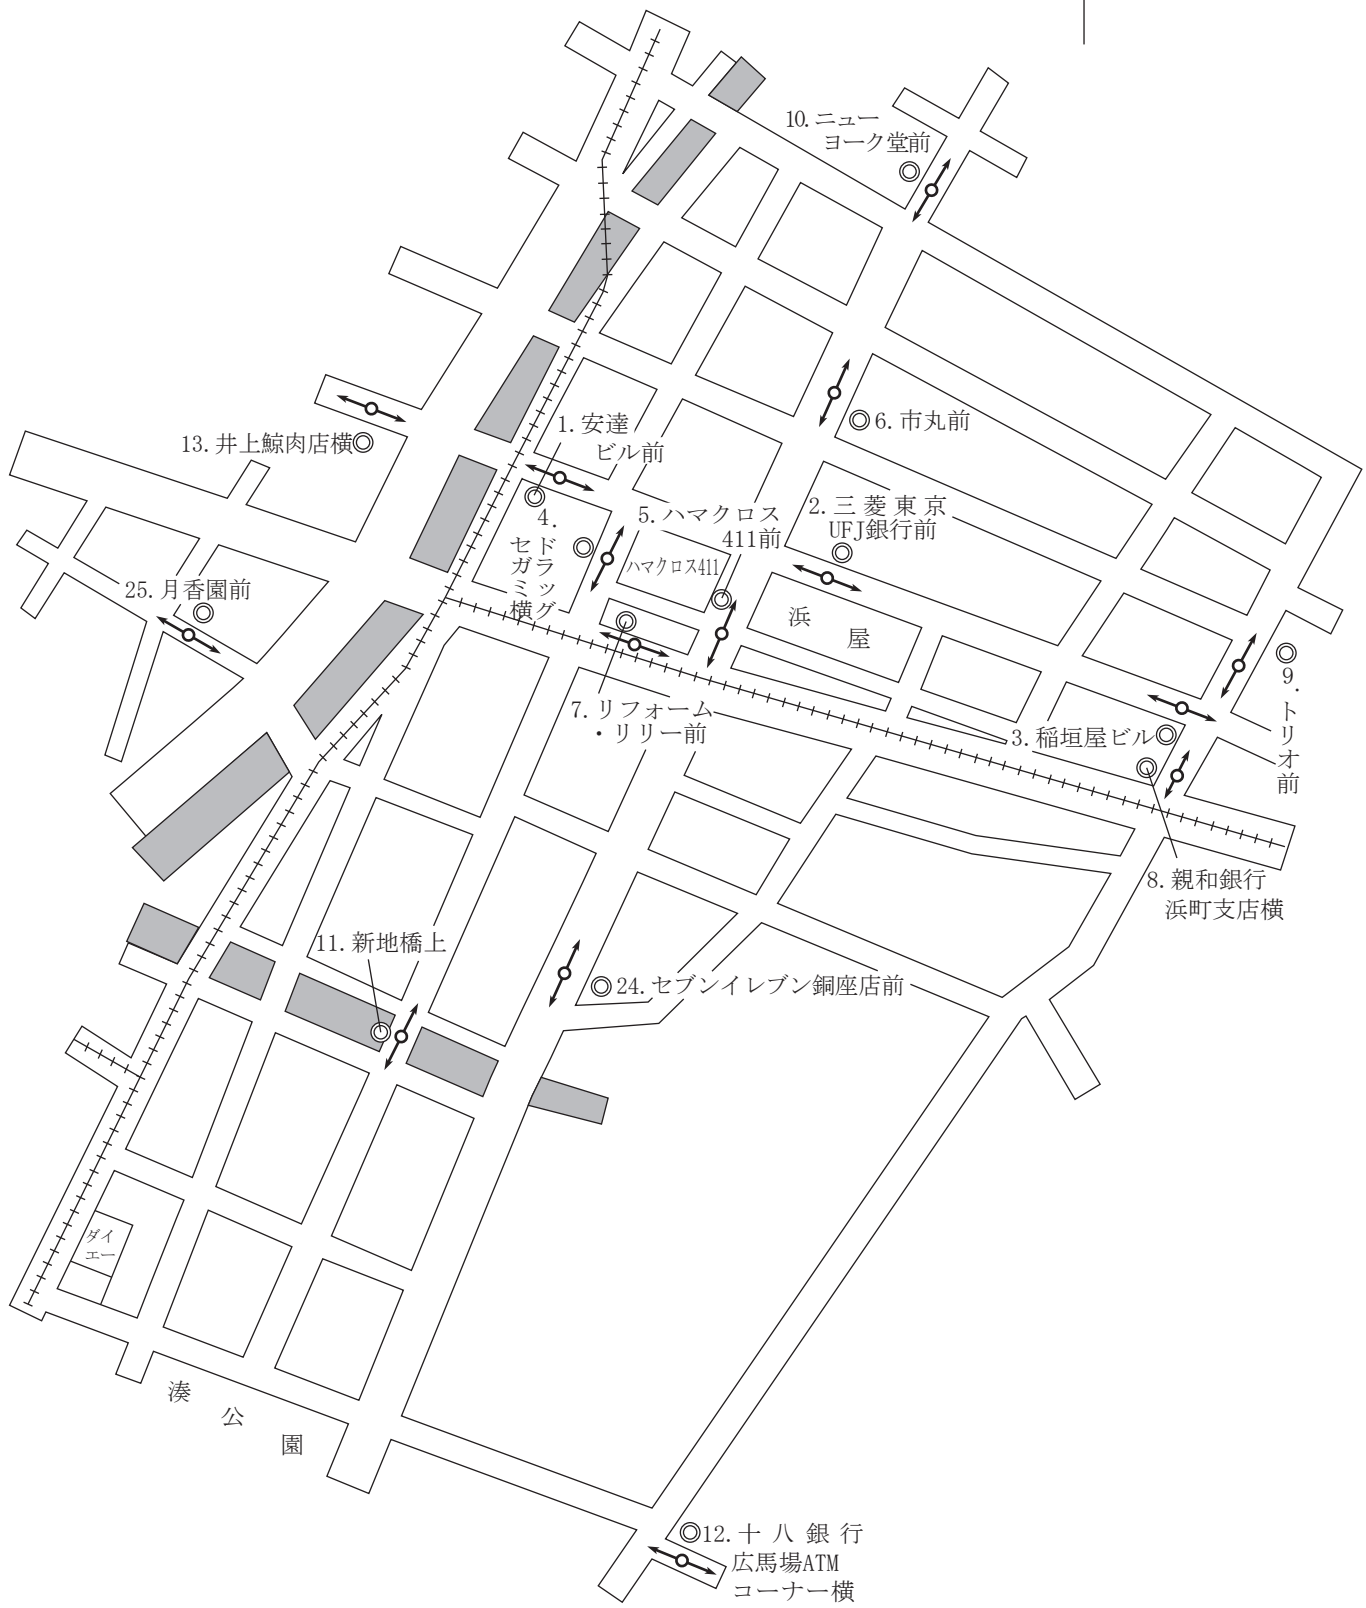 10.ニュー
ヨーク堂前
6.市丸前
1.安達
ビル前
13.井上鯨肉店横
2.三菱東京
UFJ銀行前
5.ハマクロス
411前
4.
セガミ横
ドラッグ
ハマクロス411
25.月香園前
浜屋
9.トリオ前
7.リフォーム
・リリー前
3.稲垣屋ビル
8.親和銀行
浜町支店横
11.新地橋上
24.セブンイレブン銅座店前
ダイ
エー
湊公園
12.十八銀行
広馬場ATM
コーナー横